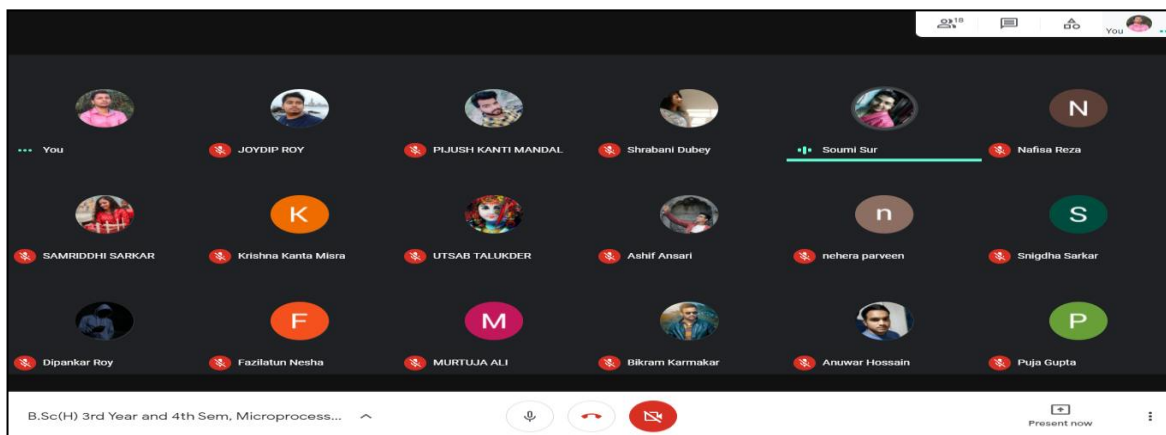 18
You
You
JOYDIP ROY
PIJUSH KANTI MANDAL
Shrabani Dubey
Soumi Sur
N
Nafisa Reza
SAMRIDDHI SARKAR
K
Krishna Kanta Misra
UTSAB TALUKDER
Ashif Ansari
n
nehera parveen
S
Snigdha Sarkar
Dipankar Roy
F
Fazilatun Nesha
M
MURTUJA ALI
Bikram Karmakar
Anuwar Hossain
P
Puja Gupta
B.Sc(H) 3rd Year and 4th Sem, Microprocess...
Present now